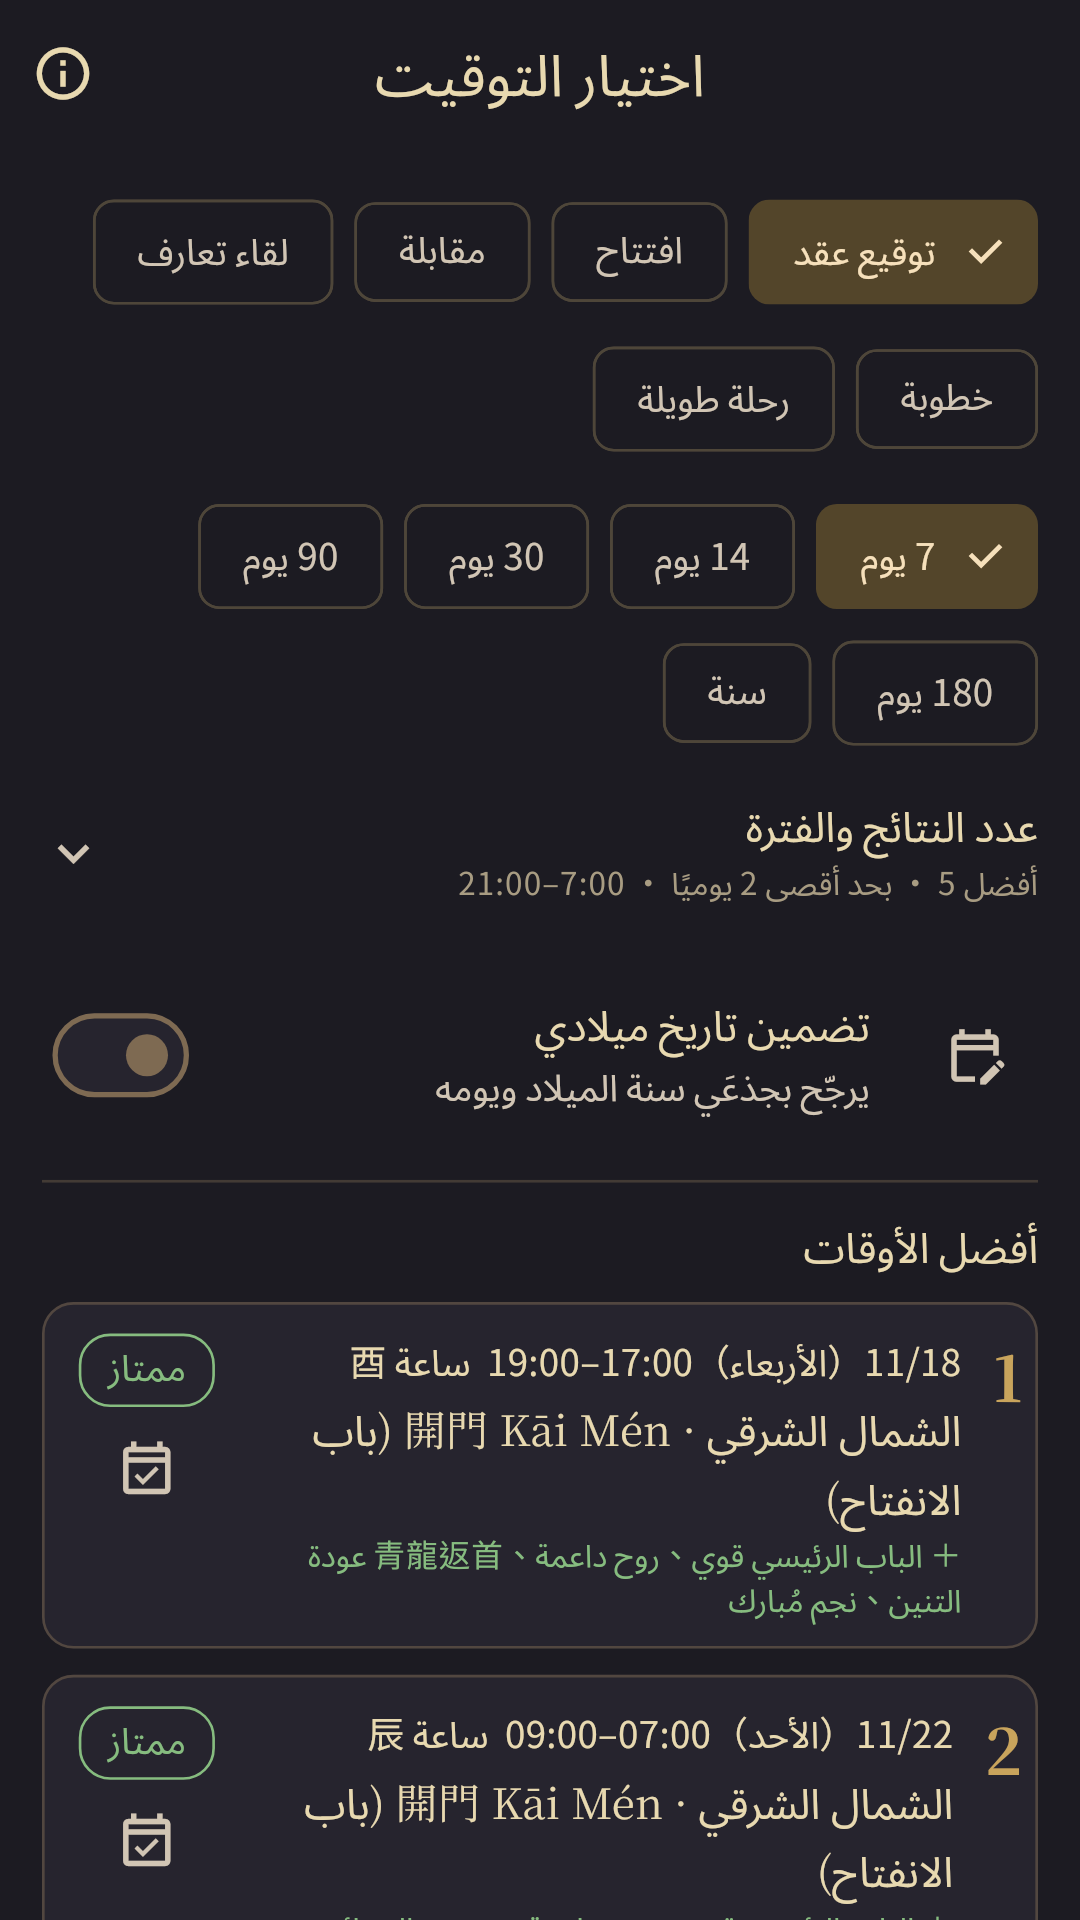 اختيار التوقيت
توقيع عقد
افتتاح
مقابلة
لقاء تعارف
خطوبة
رحلة طويلة
7 يوم
14 يوم
30 يوم
90 يوم
180 يوم
سنة
عدد النتائج والفترة
أفضل 5 • بحد أقصى 2 يوميًا • 7:00–21:00
تضمين تاريخ ميلادي
يرجّح بجذعَي سنة الميلاد ويومه
أفضل الأوقات
1
11/18（الأربعاء）17:00–19:00 ساعة 酉
ممتاز
الشمال الشرقي · 開門 Kāi Mén (باب
الانفتاح)
＋ الباب الرئيسي قوي、روح داعمة、青龍返首 عودة
التنين、نجم مُبارك
2
11/22（الأحد）07:00–09:00 ساعة 辰
ممتاز
الشمال الشرقي · 開門 Kāi Mén (باب
الانفتاح)